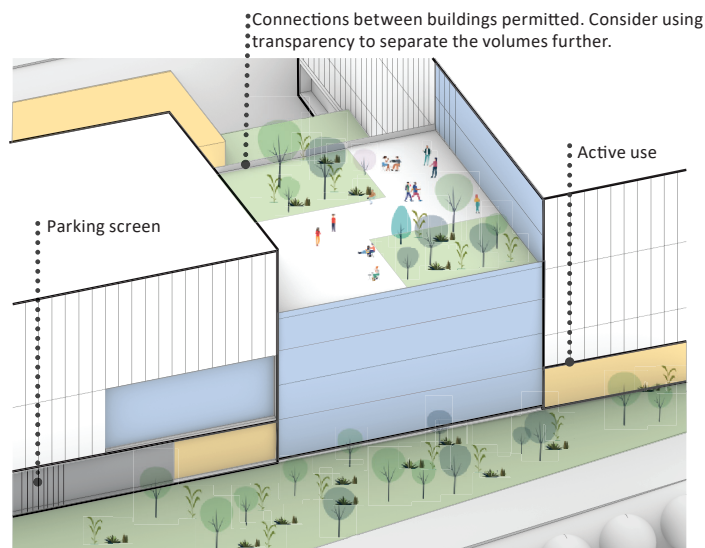 Connections between buildings permitted. Consider using
transparency to separate the volumes further.
Active use
Parking screen